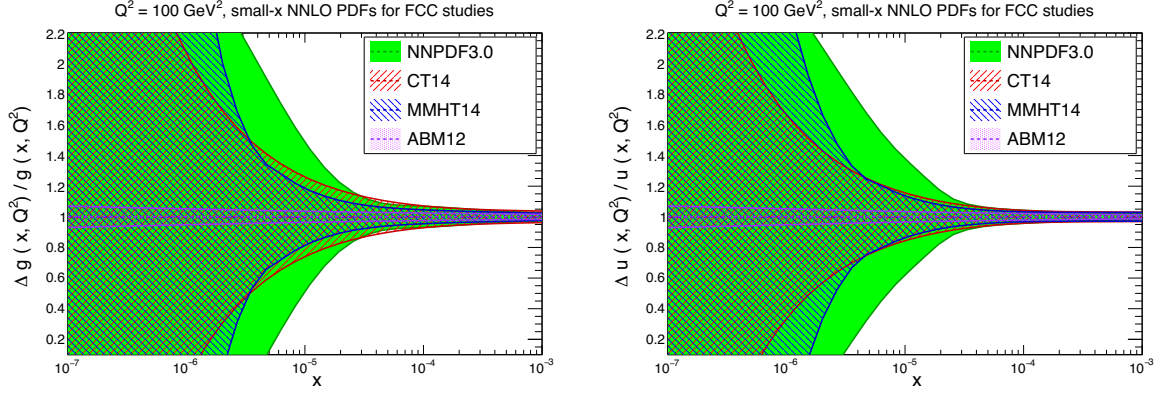 Q² = 100 GeV², small-x NNLO PDFs for FCC studies
Δ g ( x, Q²) / g ( x, Q²)
2.2
2
1.8
1.6
1.4
1.2
1
0.8
0.6
0.4
0.2
NNPDF3.0
CT14
MMHT14
ABM12
10⁻⁷ 10⁻⁶ 10⁻⁵ 10⁻⁴ 10⁻³
x
Q² = 100 GeV², small-x NNLO PDFs for FCC studies
Δ u ( x, Q²) / u ( x, Q²)
2.2
2
1.8
1.6
1.4
1.2
1
0.8
0.6
0.4
0.2
NNPDF3.0
CT14
MMHT14
ABM12
10⁻⁷ 10⁻⁶ 10⁻⁵ 10⁻⁴ 10⁻³
x